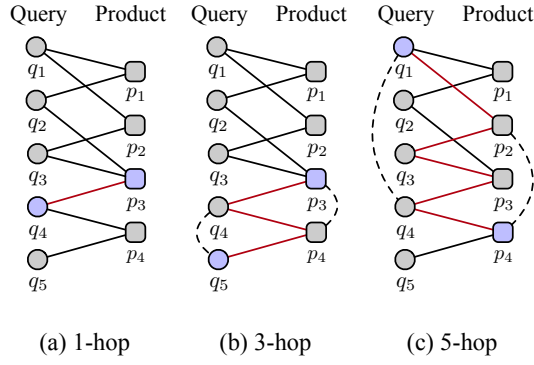 Query Product Query Product Query Product
q1 q1 q1
p1 p1 p1
q2 q2 q2
p2 p2 p2
q3 q3 q3
p3 p3 p3
q4 q4 q4
p4 p4 p4
q5 q5 q5
(a) 1-hop (b) 3-hop (c) 5-hop